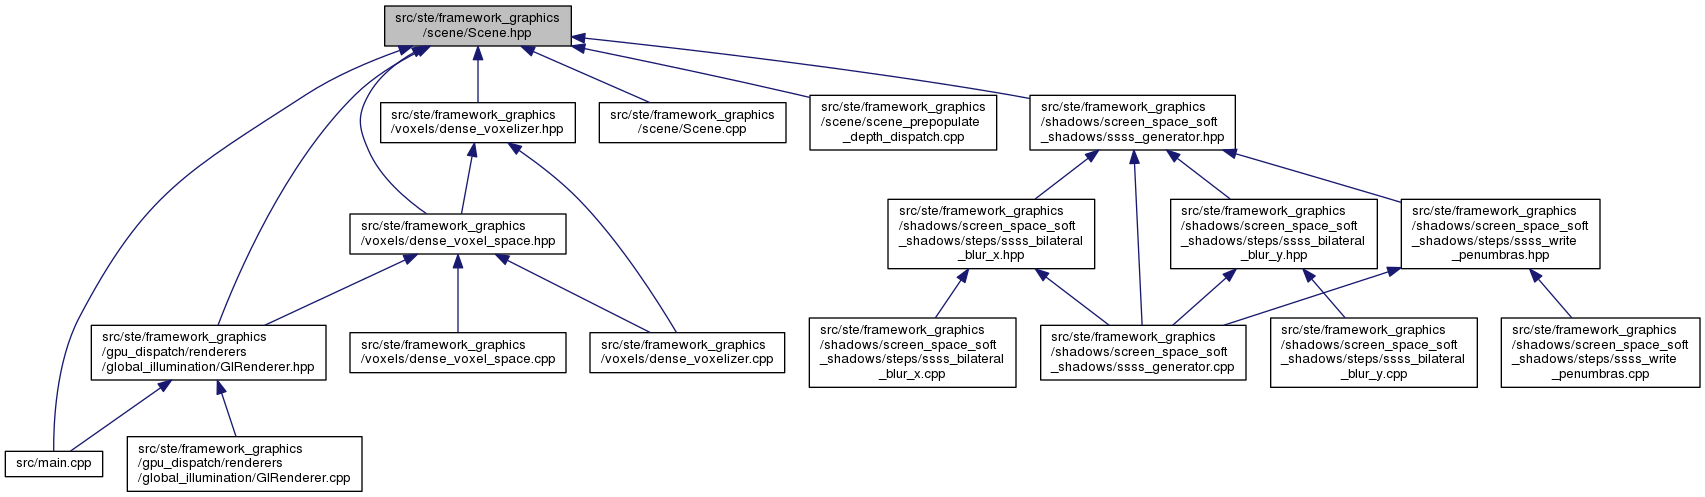 src/ste/framework_graphics
/scene/Scene.hpp
src/ste/framework_graphics
/voxels/dense_voxelizer.hpp
src/ste/framework_graphics
/scene/Scene.cpp
src/ste/framework_graphics
/scene/scene_prepopulate
_depth_dispatch.cpp
src/ste/framework_graphics
/shadows/screen_space_soft
_shadows/ssss_generator.hpp
src/ste/framework_graphics
/voxels/dense_voxel_space.hpp
src/ste/framework_graphics
/shadows/screen_space_soft
_shadows/steps/ssss_bilateral
_blur_x.hpp
src/ste/framework_graphics
/shadows/screen_space_soft
_shadows/steps/ssss_bilateral
_blur_y.hpp
src/ste/framework_graphics
/shadows/screen_space_soft
_shadows/steps/ssss_write
_penumbras.hpp
src/ste/framework_graphics
/gpu_dispatch/renderers
/global_illumination/GIRenderer.hpp
src/ste/framework_graphics
/voxels/dense_voxel_space.cpp
src/ste/framework_graphics
/voxels/dense_voxelizer.cpp
src/ste/framework_graphics
/shadows/screen_space_soft
_shadows/steps/ssss_bilateral
_blur_x.cpp
src/ste/framework_graphics
/shadows/screen_space_soft
_shadows/ssss_generator.cpp
src/ste/framework_graphics
/shadows/screen_space_soft
_shadows/steps/ssss_bilateral
_blur_y.cpp
src/ste/framework_graphics
/shadows/screen_space_soft
_shadows/steps/ssss_write
_penumbras.cpp
src/main.cpp
src/ste/framework_graphics
/gpu_dispatch/renderers
/global_illumination/GIRenderer.cpp